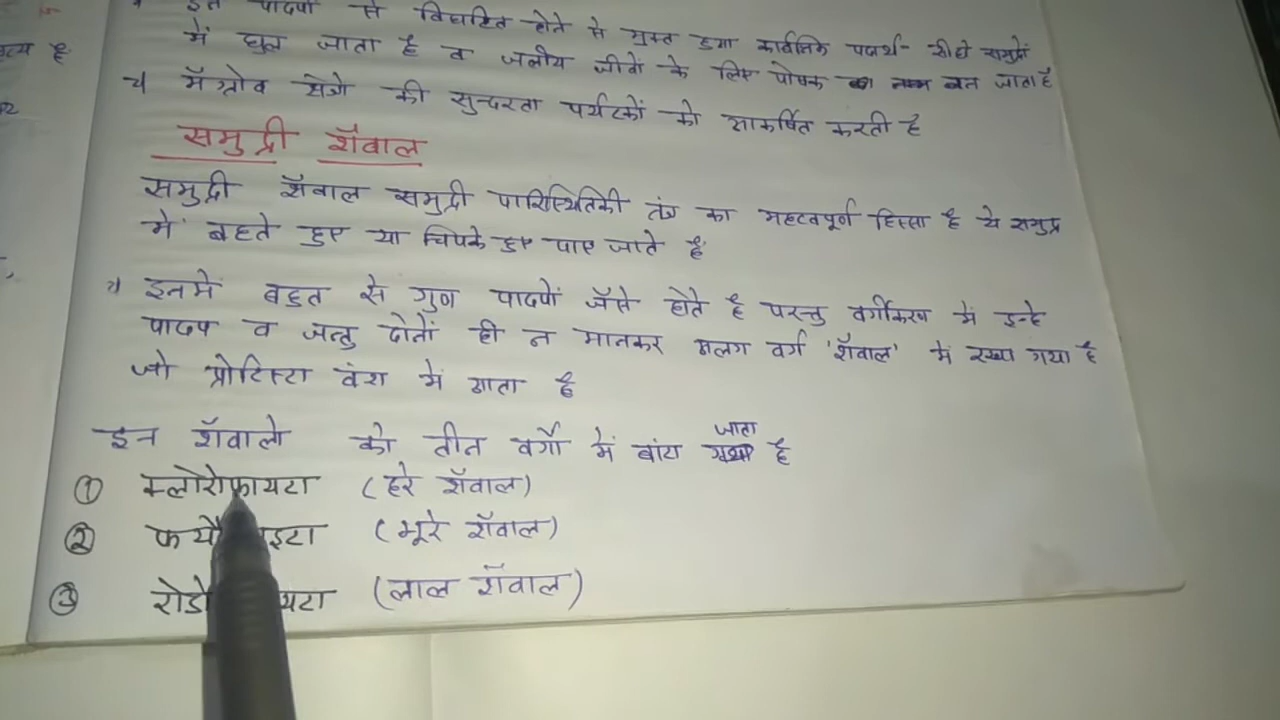 इन पादपों से विघटित होते से मुक्त हुआ कार्बनिक पदार्थ- सीधे समुद्रों
में घुल जाता है व जलीय जीवों के लिए पोषक बन जाता है
मॅग्रोव क्षेत्रो की सुन्दरता पर्यटकों को आकर्षित करती है
समुद्री शॅवाल
समुद्री शॅवाल समुद्री पारिस्थितिकी तंत्र का महत्वपूर्ण हिस्सा है ये समुद्र
में बहते हुए या चिपके हुए पाए जाते है
इनमें बहुत से गुण पादपों जॅसे होते है परन्तु वर्गीकरण में इन्हे
पादप व जन्तु दोनों ही न मानकर अलग वर्ग 'शॅवाल' में रखा गया है
जो प्रोटिस्टा वंश में आता है
इन शॅवालो को तीन वर्गो में बांटा जाता है
① क्लोरोफायटा (हरे शॅवाल)
② (भूरे शॅवाल)
③ (लाल शॅवाल)